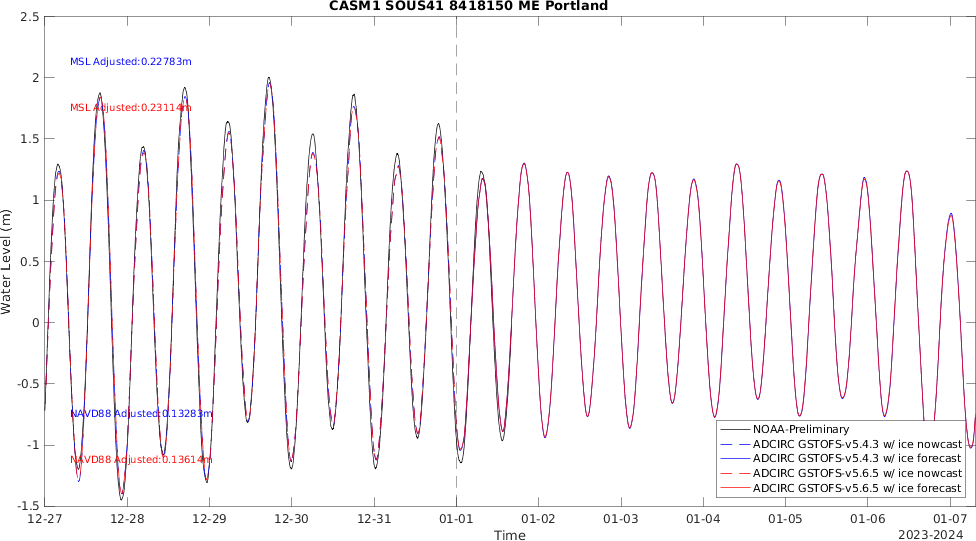 CASM1 SOUS41 8418150 ME Portland
2.5
2
1.5
1
0.5
0
-0.5
-1
-1.5
Water Level (m)
MSL Adjusted:0.22783m
MSL Adjusted:0.23114m
NAVD88 Adjusted:0.13283m
NAVD88 Adjusted:0.13614m
NOAA-Preliminary
ADCIRC GSTOFS-v5.4.3 w/ ice nowcast
ADCIRC GSTOFS-v5.4.3 w/ ice forecast
ADCIRC GSTOFS-v5.6.5 w/ ice nowcast
ADCIRC GSTOFS-v5.6.5 w/ ice forecast
12-27 12-28 12-29 12-30 12-31 01-01 01-02 01-03 01-04 01-05 01-06 01-07
Time
2023-2024